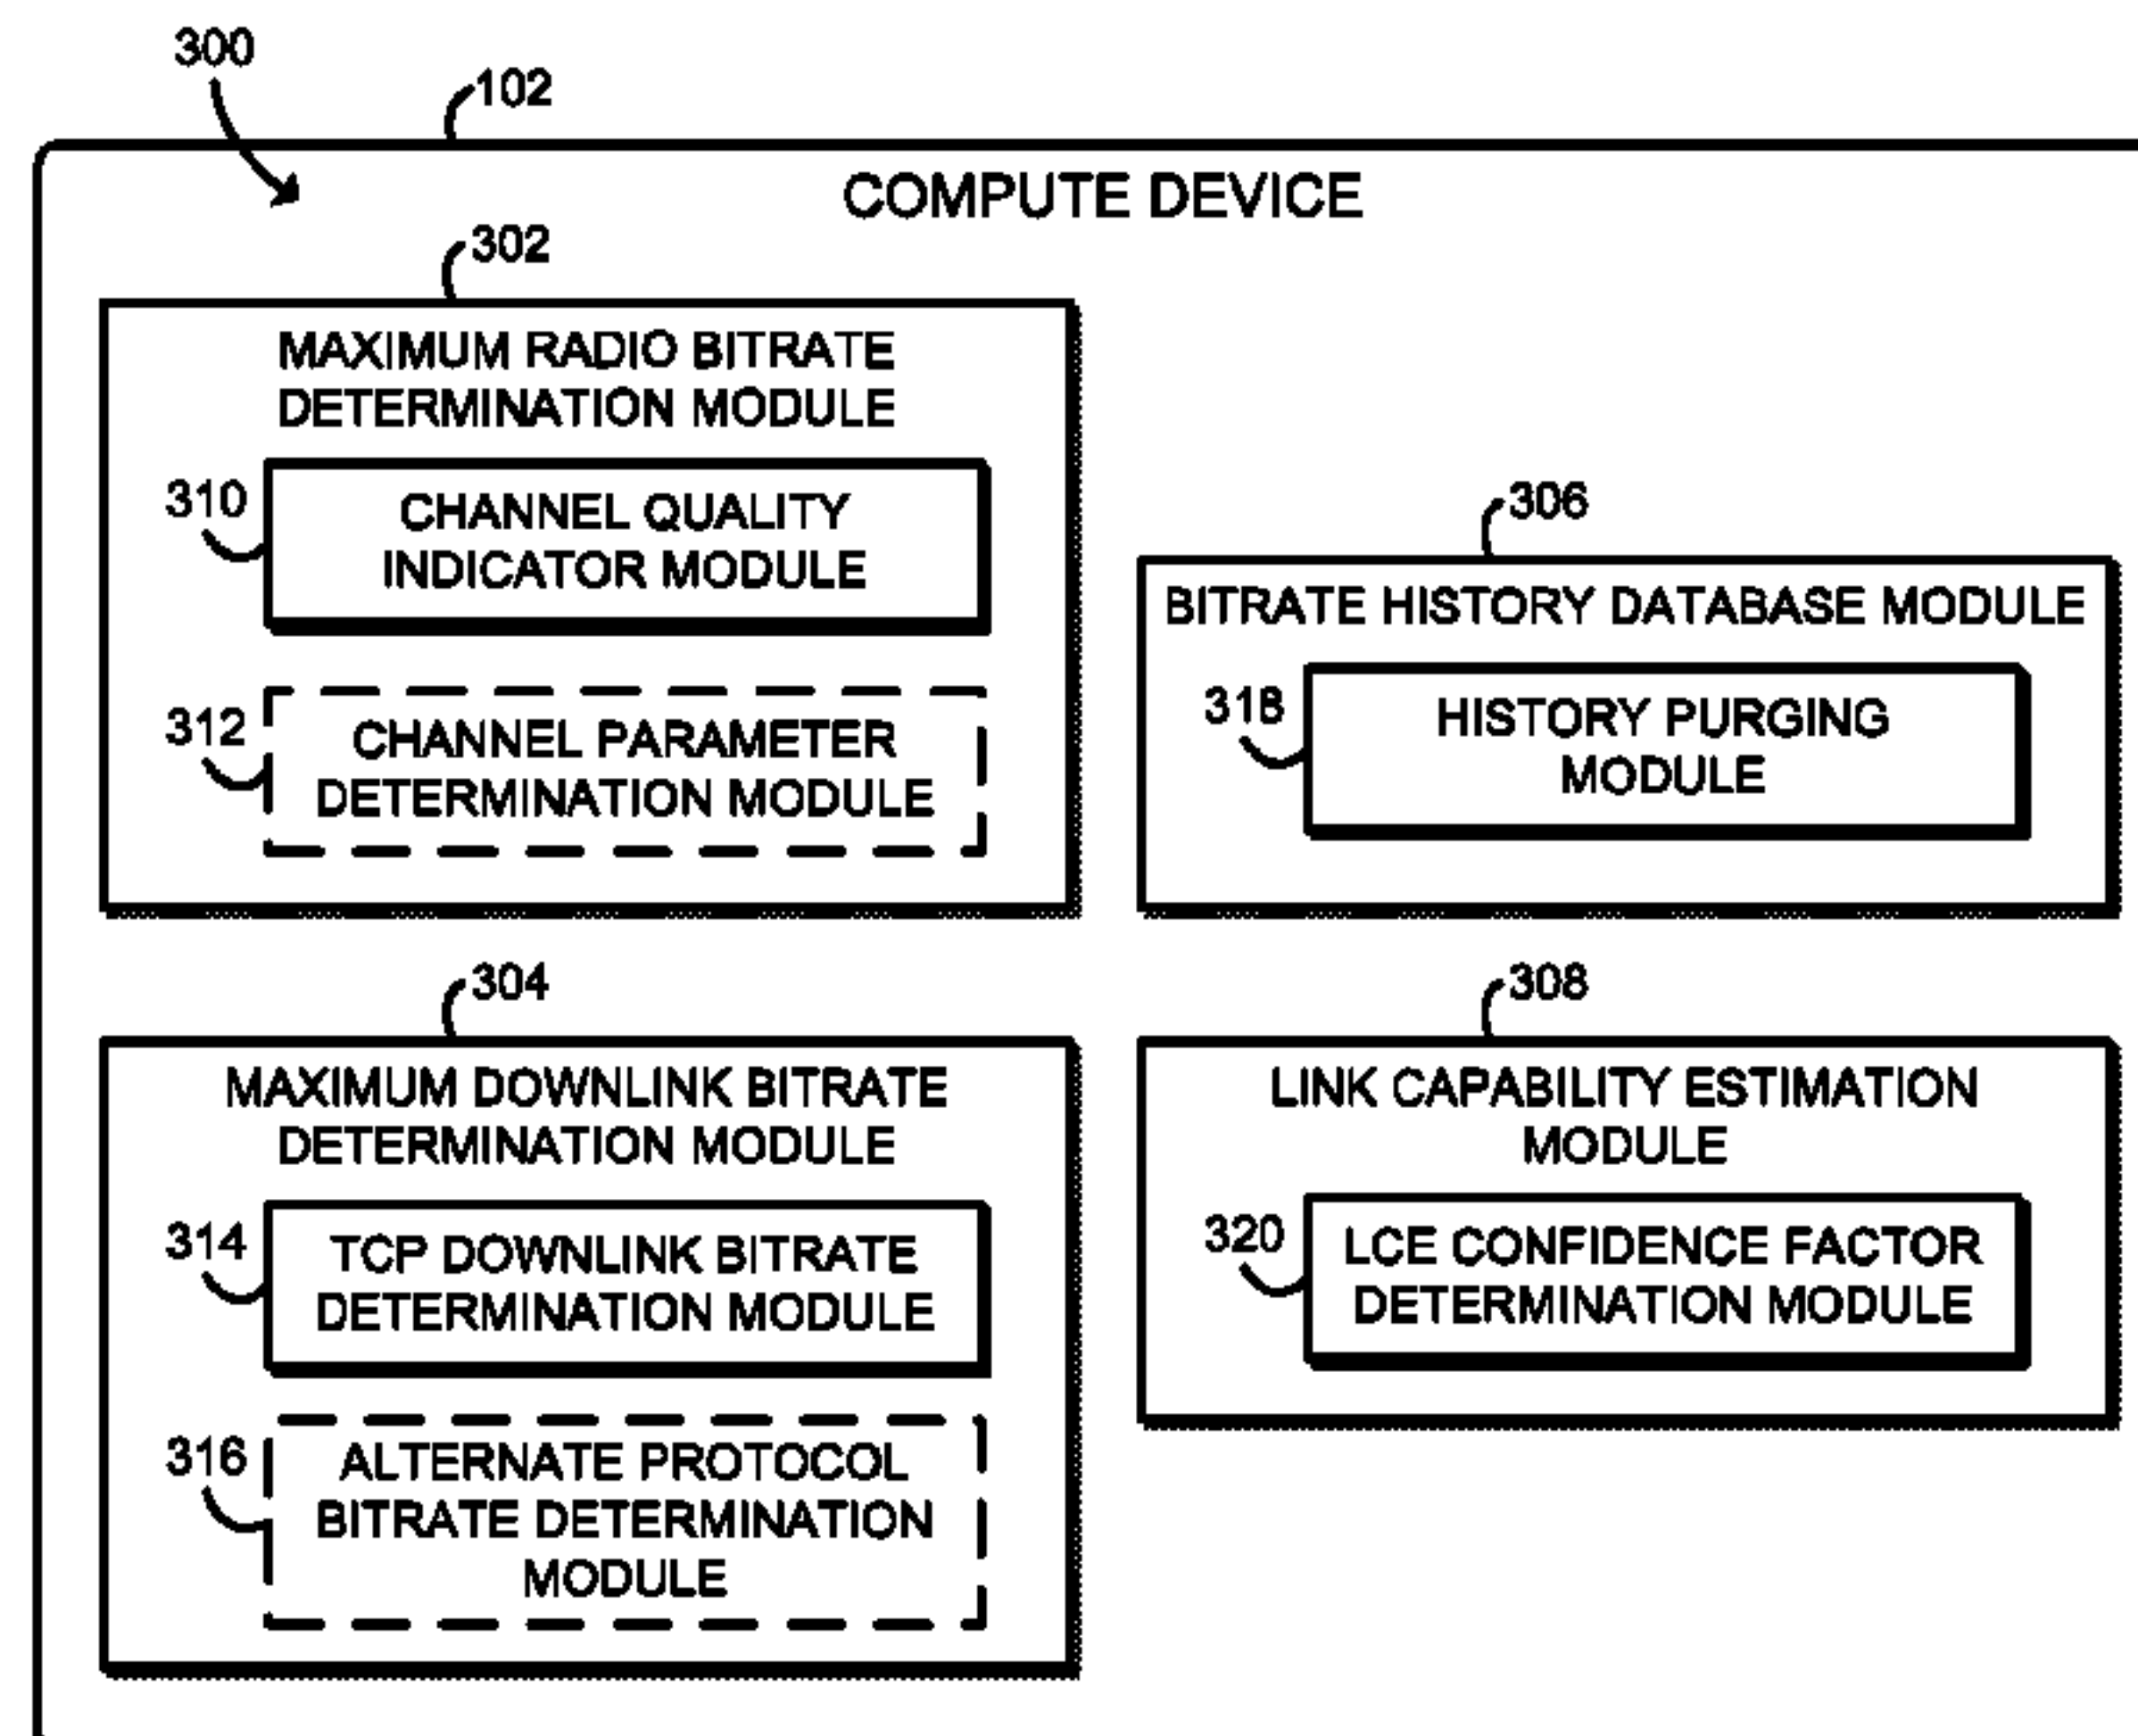 300
102
COMPUTE DEVICE
302
MAXIMUM RADIO BITRATE
DETERMINATION MODULE
310
CHANNEL QUALITY
INDICATOR MODULE
312
CHANNEL PARAMETER
DETERMINATION MODULE
306
BITRATE HISTORY DATABASE MODULE
318
HISTORY PURGING
MODULE
304
MAXIMUM DOWNLINK BITRATE
DETERMINATION MODULE
314
TCP DOWNLINK BITRATE
DETERMINATION MODULE
316
ALTERNATE PROTOCOL
BITRATE DETERMINATION
MODULE
308
LINK CAPABILITY ESTIMATION
MODULE
320
LCE CONFIDENCE FACTOR
DETERMINATION MODULE